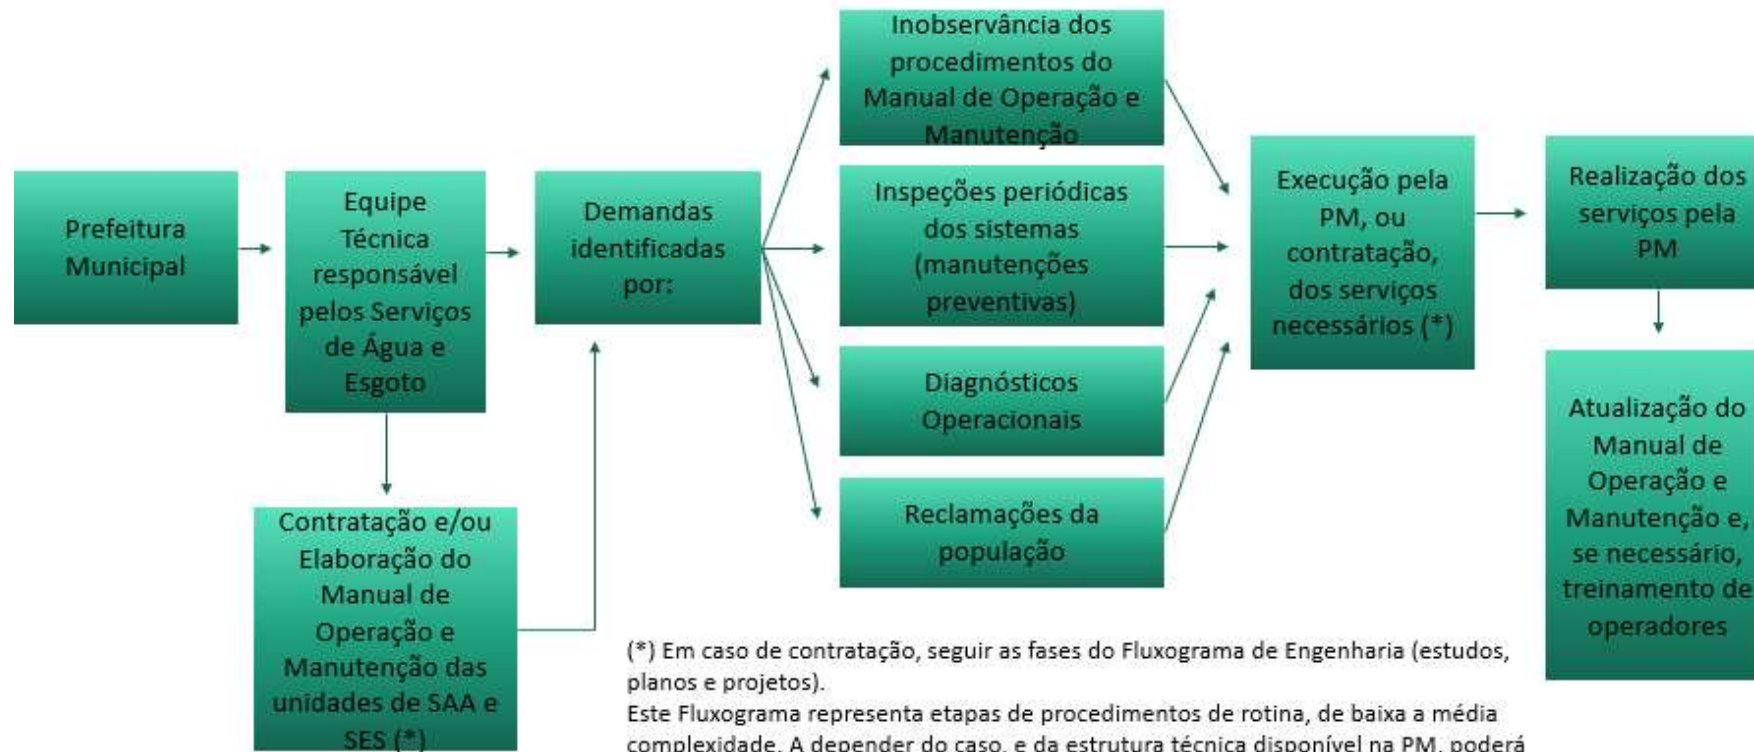 Prefeitura
Municipal
Equipe
Técnica
responsável
pelos Serviços
de Água e
Esgoto
Contratação e/ou
Elaboração do
Manual de
Operação e
Manutenção das
unidades de SAA e
SES (*)
Demandas
identificadas
por:
Inobservância dos
procedimentos do
Manual de Operação e
Manutenção
Inspeções periódicas
dos sistemas
(manutenções
preventivas)
Diagnósticos
Operacionais
Reclamações da
população
Execução pela
PM, ou
contratação,
dos serviços
necessários (*)
Realização dos
serviços pela
PM
Atualização do
Manual de
Operação e
Manutenção e,
se necessário,
treinamento de
operadores
(*) Em caso de contratação, seguir as fases do Fluxograma de Engenharia (estudos,
planos e projetos).
Este Fluxograma representa etapas de procedimentos de rotina, de baixa a média
complexidade. A depender do caso, e da estrutura técnica disponível na PM, poderá